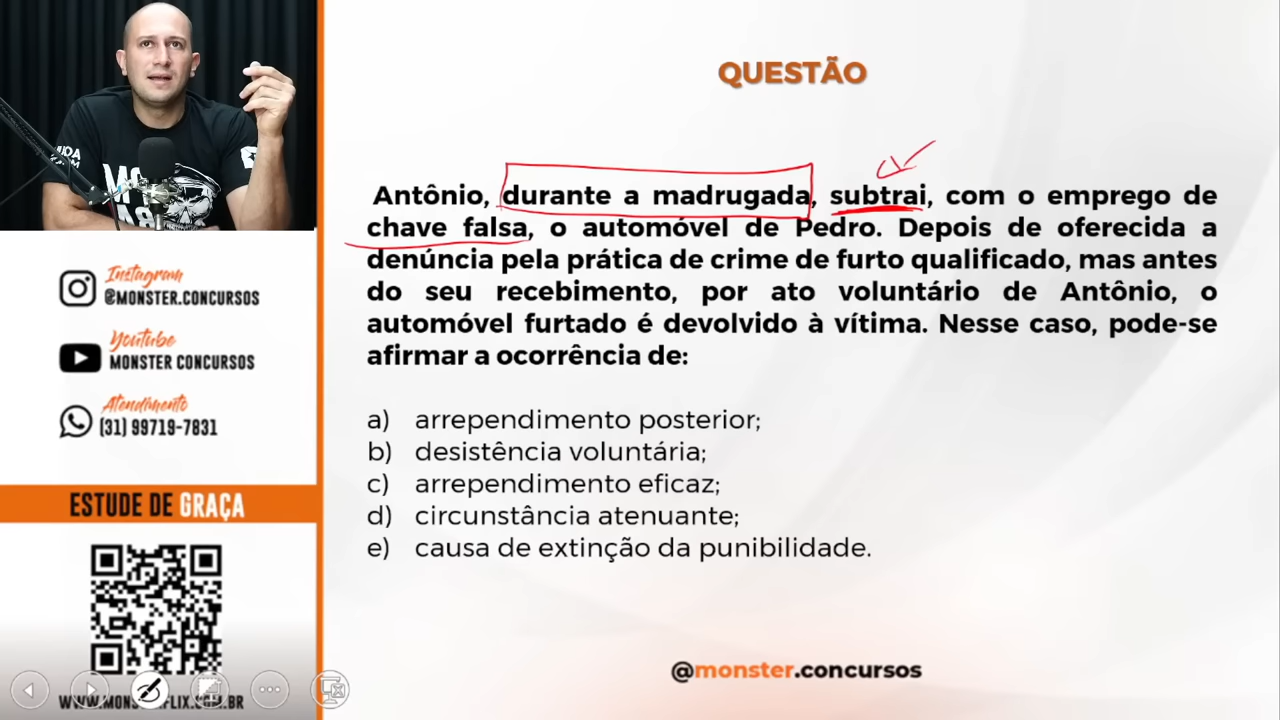 QUESTÃO
Antônio, durante a madrugada, subtrai, com o emprego de
chave falsa, o automóvel de Pedro. Depois de oferecida a
denúncia pela prática de crime de furto qualificado, mas antes
do seu recebimento, por ato voluntário de Antônio, o
automóvel furtado é devolvido à vítima. Nesse caso, pode-se
afirmar a ocorrência de:
a) arrependimento posterior;
b) desistência voluntária;
c) arrependimento eficaz;
d) circunstância atenuante;
e) causa de extinção da punibilidade.
@monster.concursos
Instagram
@MONSTER.CONCURSOS
Youtube
MONSTER CONCURSOS
Atendimento
(31) 99719-7831
ESTUDE DE GRAÇA